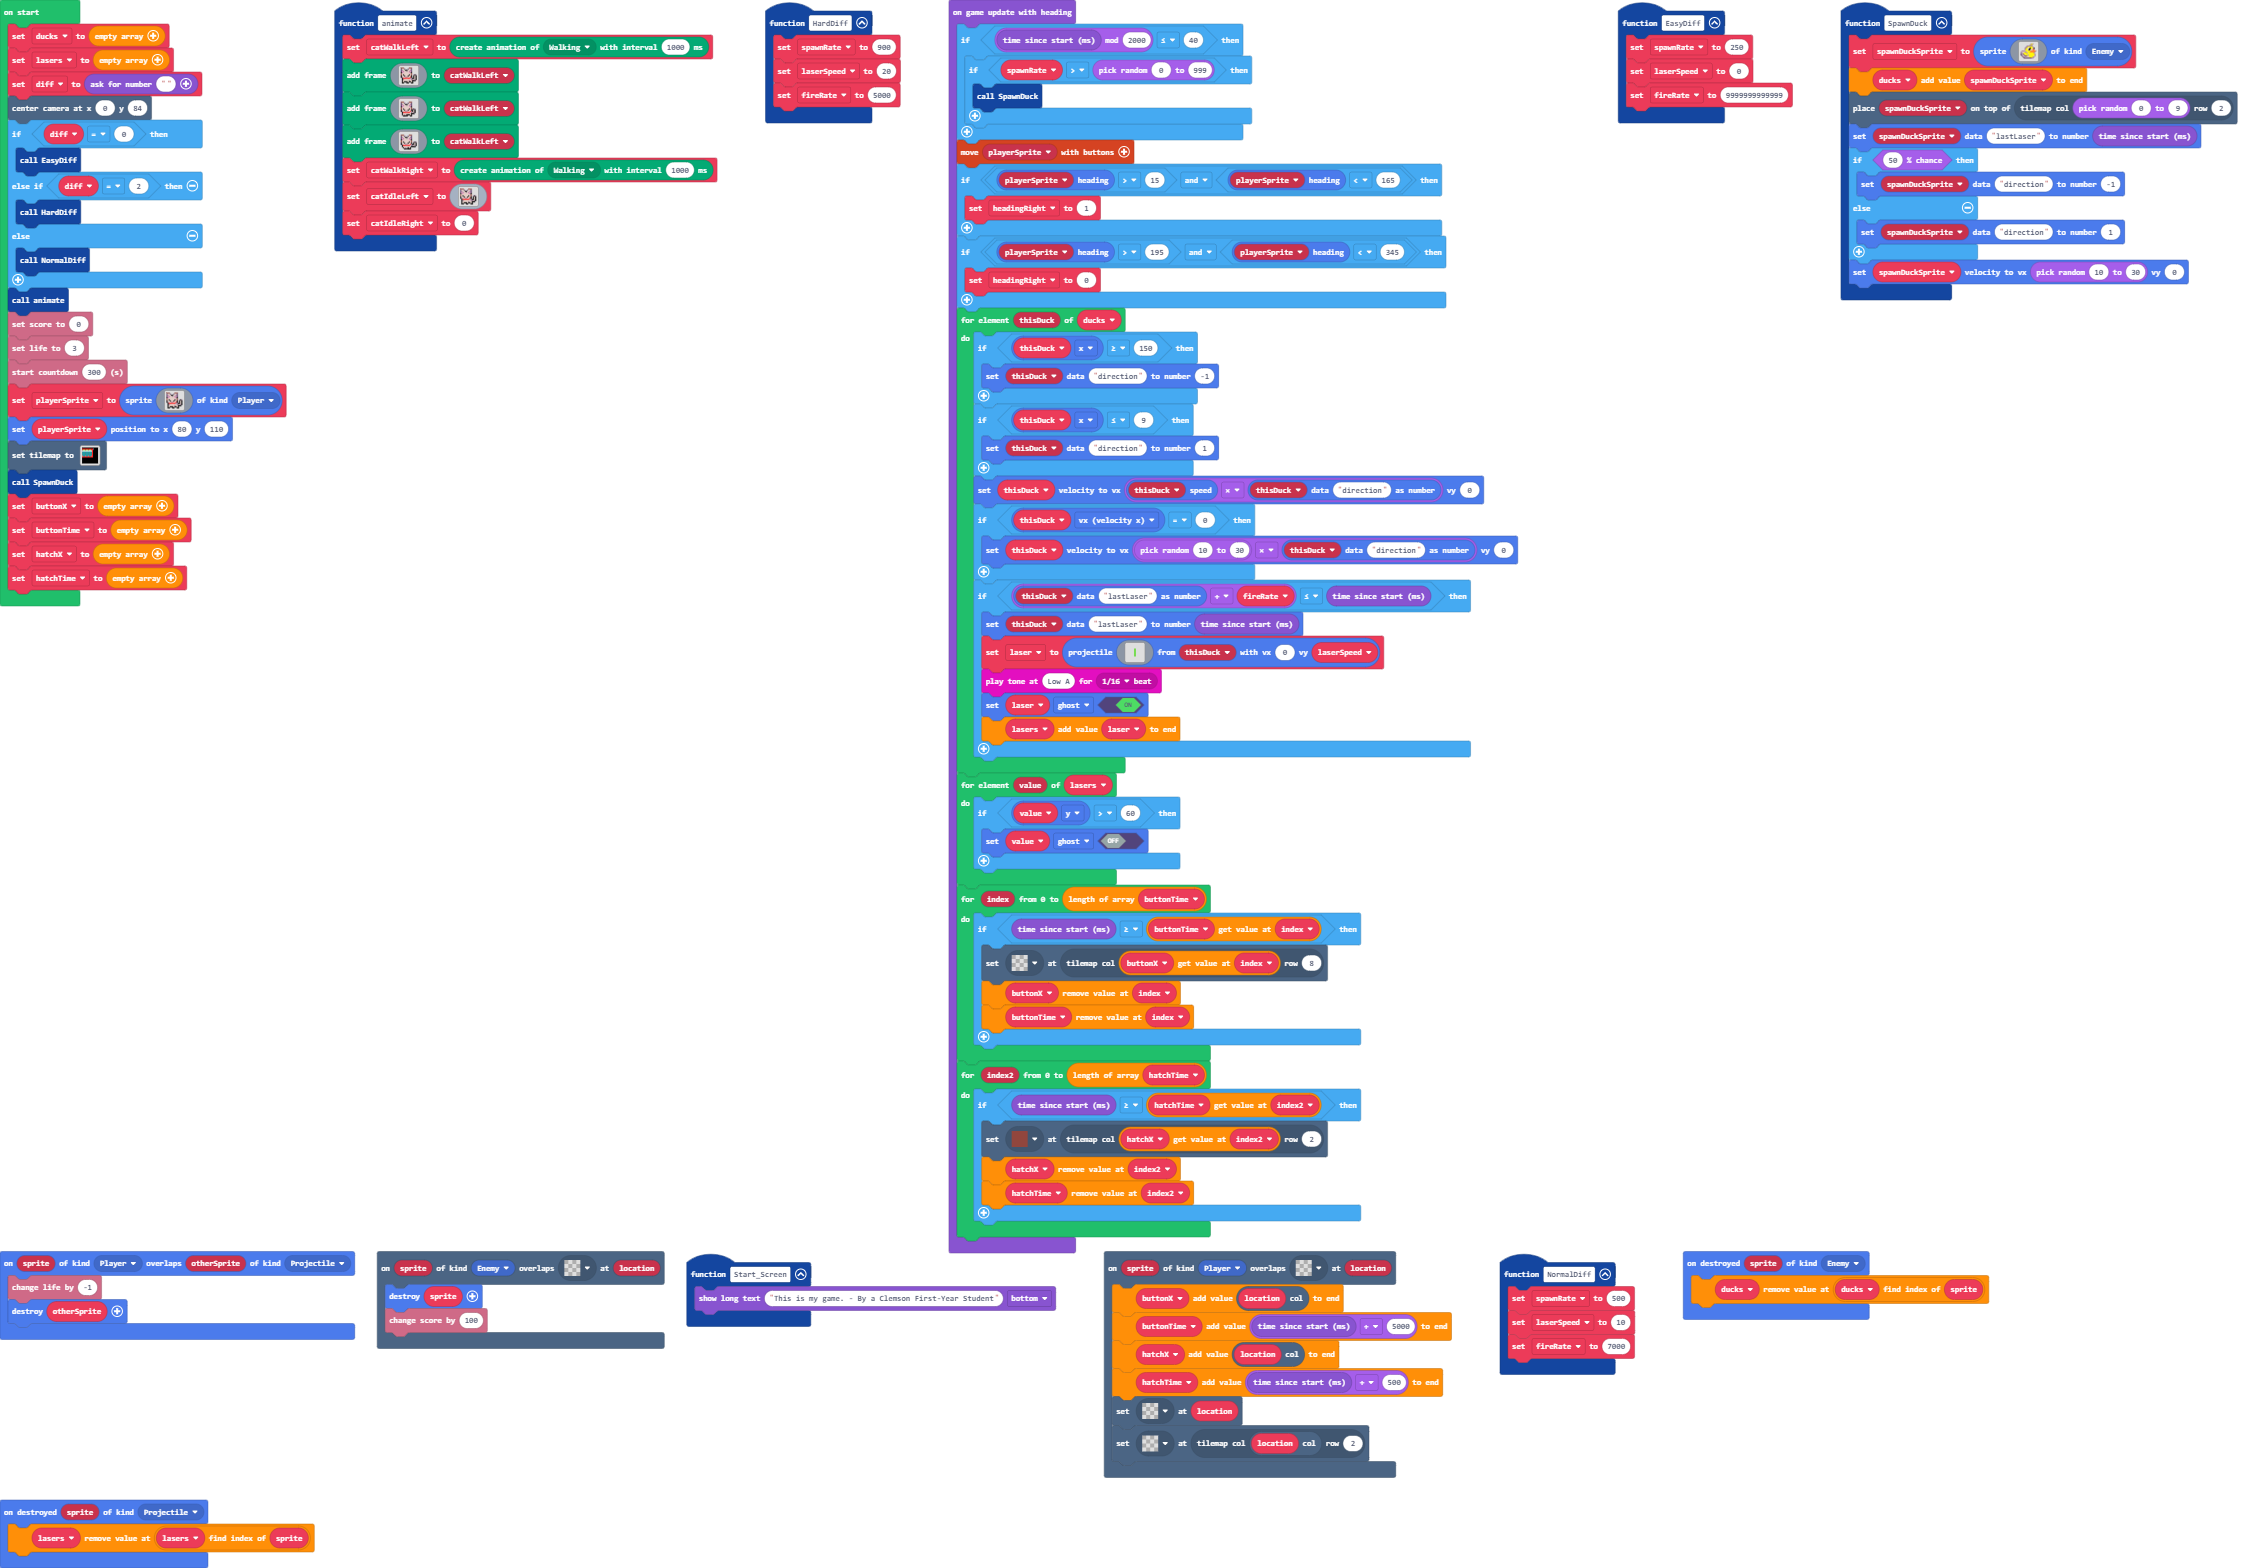 on start
set ducks to empty array
set lasers to empty array
set diff to ask for number ""
center camera at x 0 y 84
if diff = 0 then
call EasyDiff
else if diff = 2 then
call HardDiff
else
call NormalDiff
call animate
set score to 0
set life to 3
start countdown 300 (s)
set playerSprite to sprite of kind Player
set playerSprite position to x 80 y 110
set tilemap to
call SpawnDuck
set buttonX to empty array
set buttonTime to empty array
set hatchX to empty array
set hatchTime to empty array
function animate
set catWalkLeft to create animation of Walking with interval 1000 ms
add frame to catWalkLeft
add frame to catWalkLeft
add frame to catWalkLeft
set catWalkRight to create animation of Walking with interval 1000 ms
set catIdleLeft to
set catIdleRight to 0
function HardDiff
set spawnRate to 900
set laserSpeed to 20
set fireRate to 5000
on game update with heading
if time since start (ms) mod 2000 ≤ 40 then
if spawnRate > pick random 0 to 999 then
call SpawnDuck
move playerSprite with buttons
if playerSprite heading > 15 and playerSprite heading < 165 then
set headingRight to 1
if playerSprite heading > 195 and playerSprite heading < 345 then
set headingRight to 0
for element thisDuck of ducks
do
if thisDuck x ≥ 150 then
set thisDuck data "direction" to number -1
if thisDuck x ≤ 9 then
set thisDuck data "direction" to number 1
set thisDuck velocity to vx thisDuck speed × thisDuck data "direction" as number vy 0
if thisDuck vx (velocity x) = 0 then
set thisDuck velocity to vx pick random 10 to 30 × thisDuck data "direction" as number vy 0
if thisDuck data "lastLaser" as number + fireRate ≤ time since start (ms) then
set thisDuck data "lastLaser" to number time since start (ms)
set laser to projectile from thisDuck with vx 0 vy laserSpeed
play tone at Low A for 1/16 beat
set laser ghost ON
lasers add value laser to end
for element value of lasers
do
if value y > 60 then
set value ghost OFF
for index from 0 to length of array buttonTime
do
if time since start (ms) ≥ buttonTime get value at index then
set at tilemap col buttonX get value at index row 8
buttonX remove value at index
buttonTime remove value at index
for index2 from 0 to length of array hatchTime
do
if time since start (ms) ≥ hatchTime get value at index2 then
set at tilemap col hatchX get value at index2 row 2
hatchX remove value at index2
hatchTime remove value at index2
function EasyDiff
set spawnRate to 250
set laserSpeed to 0
set fireRate to 9999999999999
function SpawnDuck
set spawnDuckSprite to sprite of kind Enemy
ducks add value spawnDuckSprite to end
place spawnDuckSprite on top of tilemap col pick random 0 to 9 row 2
set spawnDuckSprite data "lastLaser" to number time since start (ms)
if 50 % chance then
set spawnDuckSprite data "direction" to number -1
else
set spawnDuckSprite data "direction" to number 1
set spawnDuckSprite velocity to vx pick random 10 to 30 vy 0
on sprite of kind Player overlaps otherSprite of kind Projectile
change life by -1
destroy otherSprite
on sprite of kind Enemy overlaps at location
destroy sprite
change score by 100
function Start_Screen
show long text "This is my game. - By a Clemson First-Year Student" bottom
on sprite of kind Player overlaps at location
buttonX add value location col to end
buttonTime add value time since start (ms) + 5000 to end
hatchX add value location col to end
hatchTime add value time since start (ms) + 500 to end
set at location
set at tilemap col location col row 2
function NormalDiff
set spawnRate to 500
set laserSpeed to 10
set fireRate to 7000
on destroyed sprite of kind Enemy
ducks remove value at ducks find index of sprite
on destroyed sprite of kind Projectile
lasers remove value at lasers find index of sprite